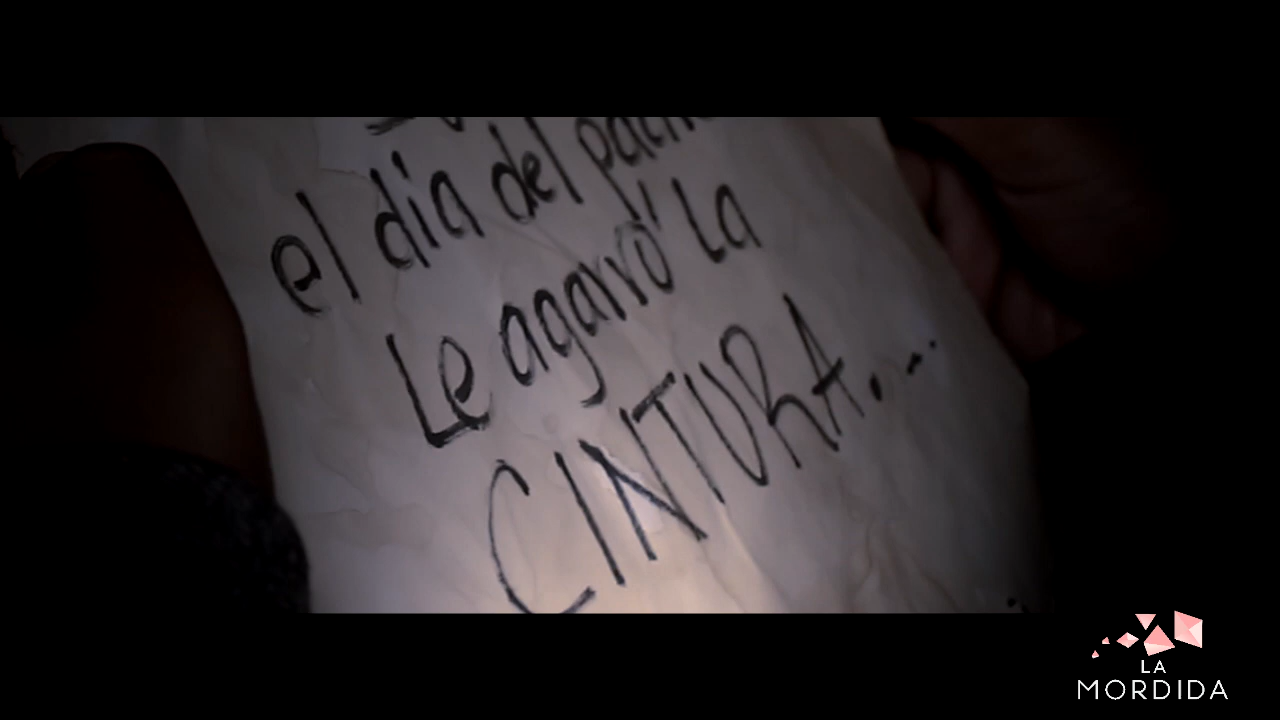 el dia del
Le agarró La
CINTURA...
LA
MORDIDA